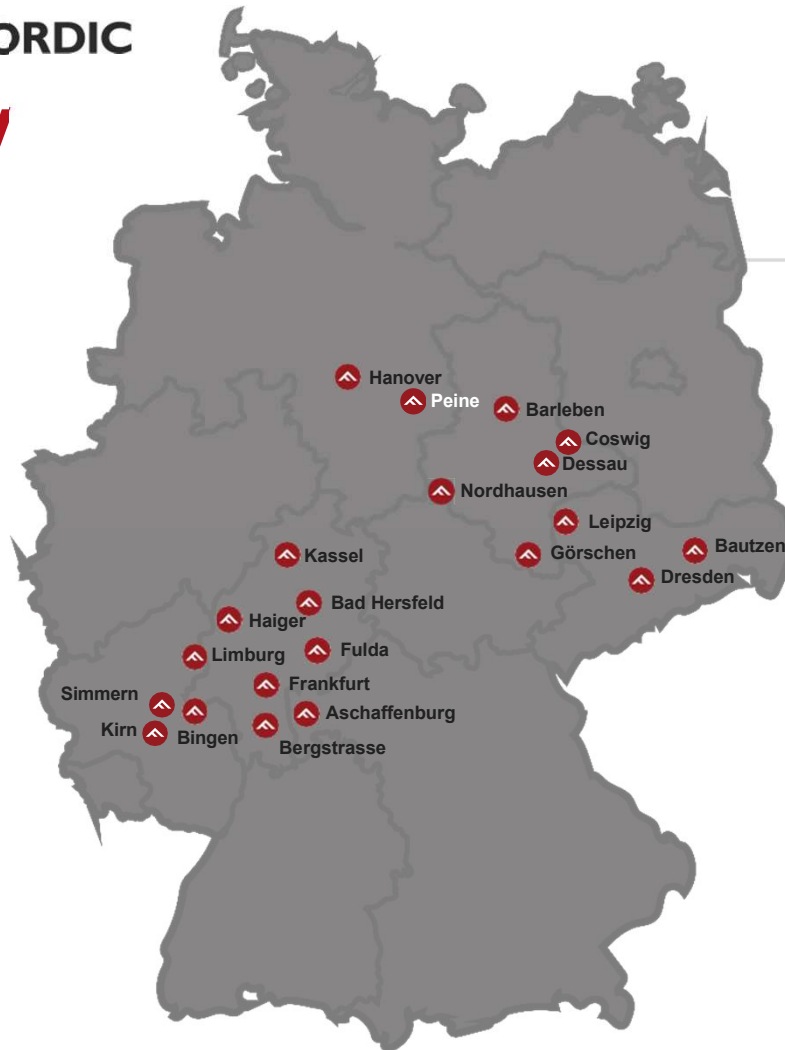 ORDIC
Hanover
Peine
Barleben
Coswig
Dessau
Nordhausen
Leipzig
Görschen
Bautzen
Kassel
Dresden
Bad Hersfeld
Haiger
Fulda
Limburg
Frankfurt
Simmern
Aschaffenburg
Kirn
Bingen
Bergstrasse